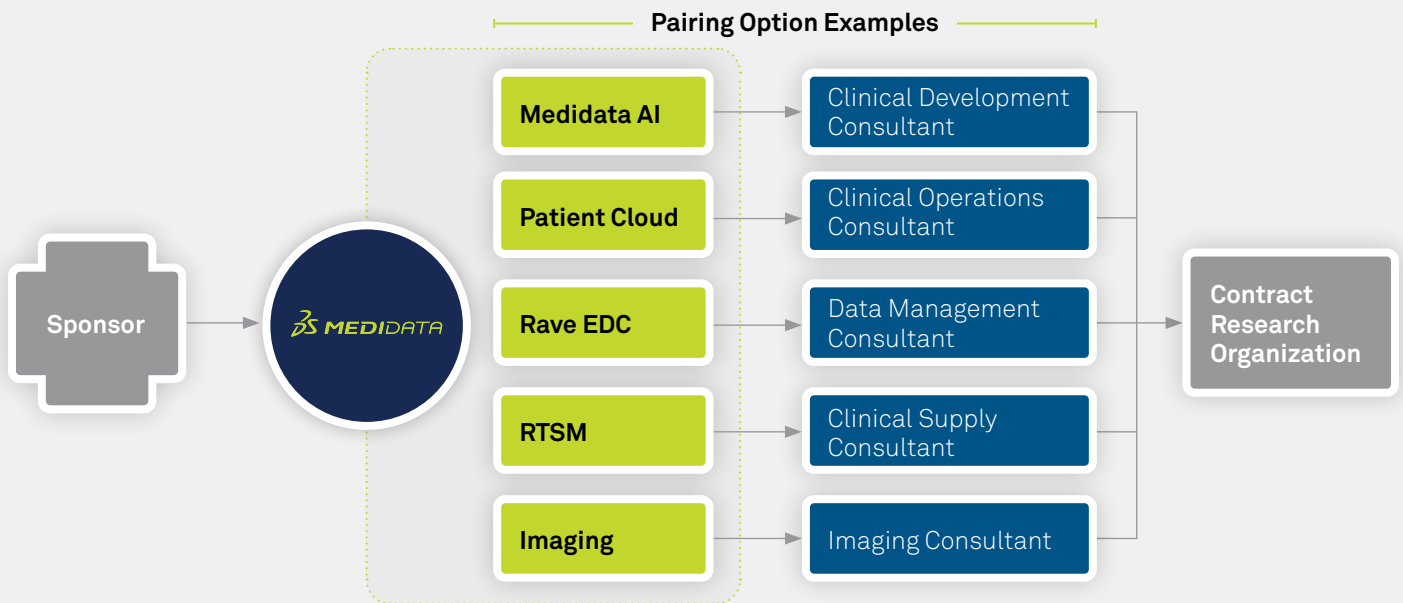 Pairing Option Examples
Medidata AI
Clinical Development
Consultant
Patient Cloud
Clinical Operations
Consultant
Sponsor
3DS MEDIDATA
Rave EDC
Data Management
Consultant
Contract
Research
Organization
RTSM
Clinical Supply
Consultant
Imaging
Imaging Consultant